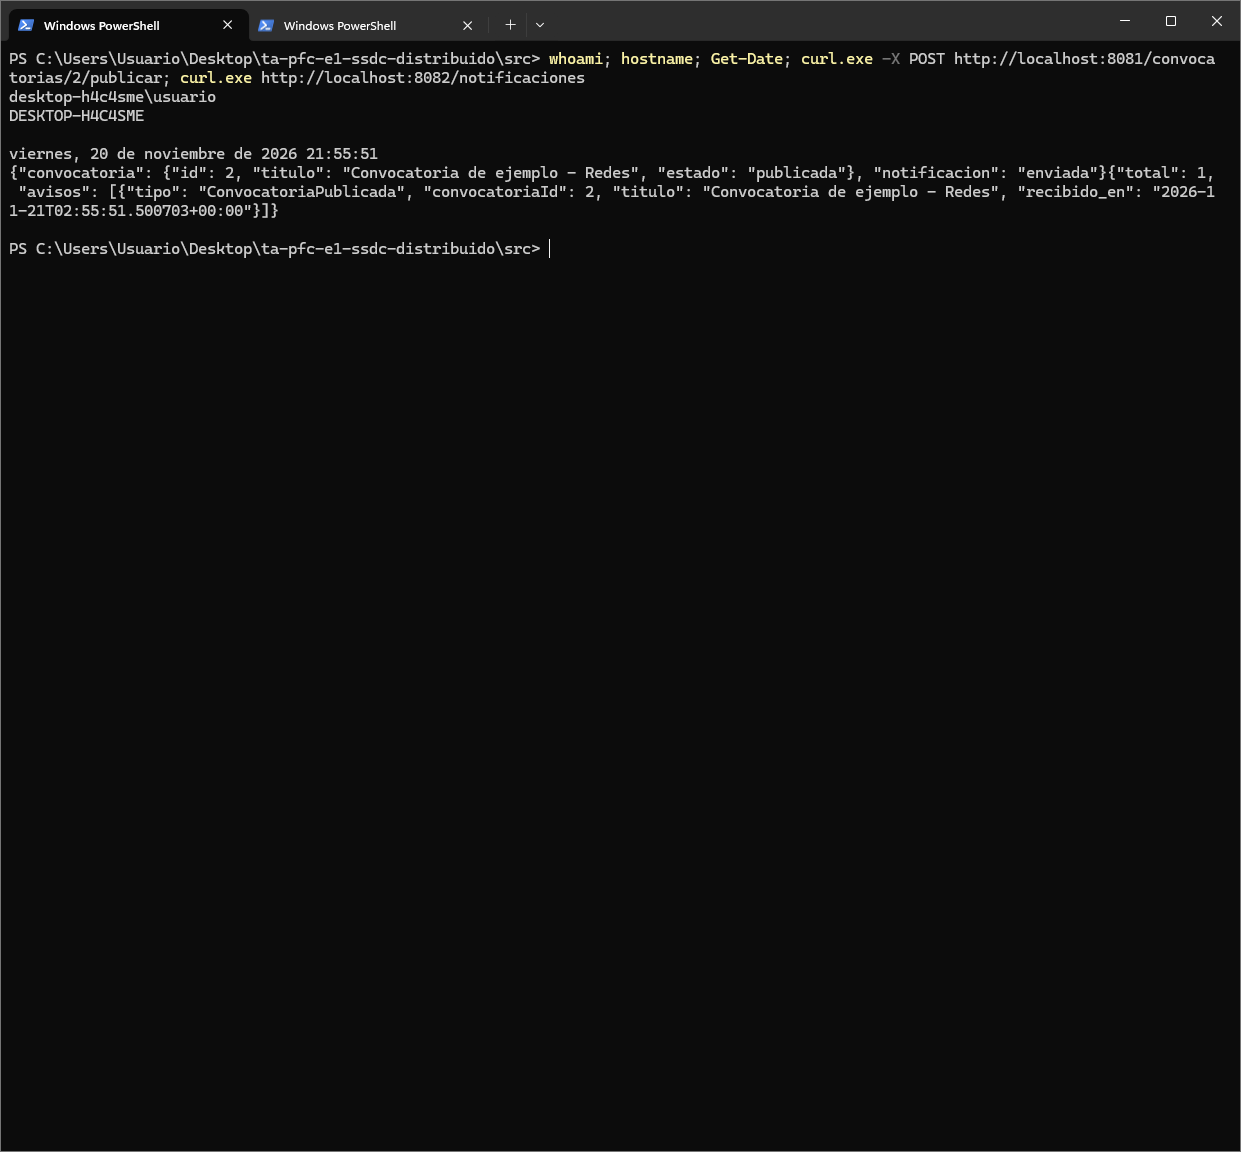 Windows PowerShell
Windows PowerShell
PS C:\Users\Usuario\Desktop\ta-pfc-e1-ssdc-distribuido\src> whoami; hostname; Get-Date; curl.exe -X POST http://localhost:8081/convoca
torias/2/publicar; curl.exe http://localhost:8082/notificaciones
desktop-h4c4sme\usuario
DESKTOP-H4C4SME
viernes, 20 de noviembre de 2026 21:55:51
{"convocatoria": {"id": 2, "titulo": "Convocatoria de ejemplo - Redes", "estado": "publicada"}, "notificacion": "enviada"}{"total": 1,
"avisos": [{"tipo": "ConvocatoriaPublicada", "convocatoriaId": 2, "titulo": "Convocatoria de ejemplo - Redes", "recibido_en": "2026-1
1-21T02:55:51.500703+00:00"}]}
PS C:\Users\Usuario\Desktop\ta-pfc-e1-ssdc-distribuido\src>